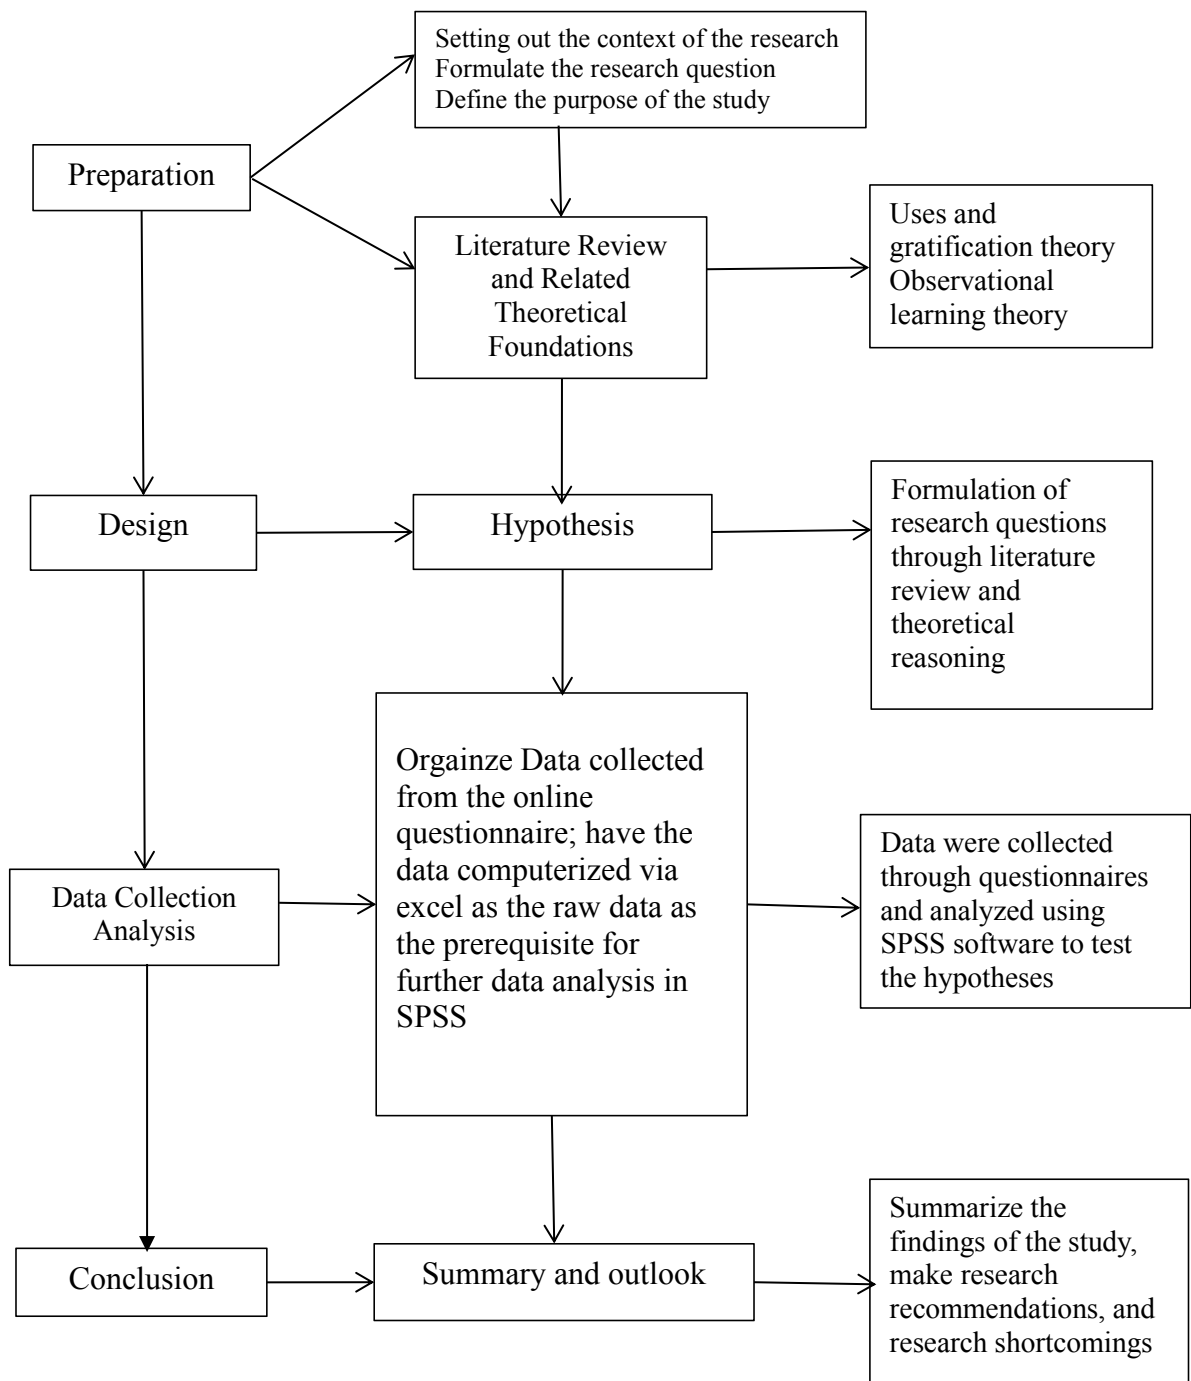 Setting out the context of the research
Formulate the research question
Define the purpose of the study
Preparation
Literature Review
and Related
Theoretical
Foundations
Uses and
gratification theory
Observational
learning theory
Design
Hypothesis
Formulation of
research questions
through literature
review and
theoretical
reasoning
Data Collection
Analysis
Orgainze Data collected
from the online
questionnaire; have the
data computerized via
excel as the raw data as
the prerequisite for
further data analysis in
SPSS
Data were collected
through questionnaires
and analyzed using
SPSS software to test
the hypotheses
Conclusion
Summary and outlook
Summarize the
findings of the study,
make research
recommendations, and
research shortcomings